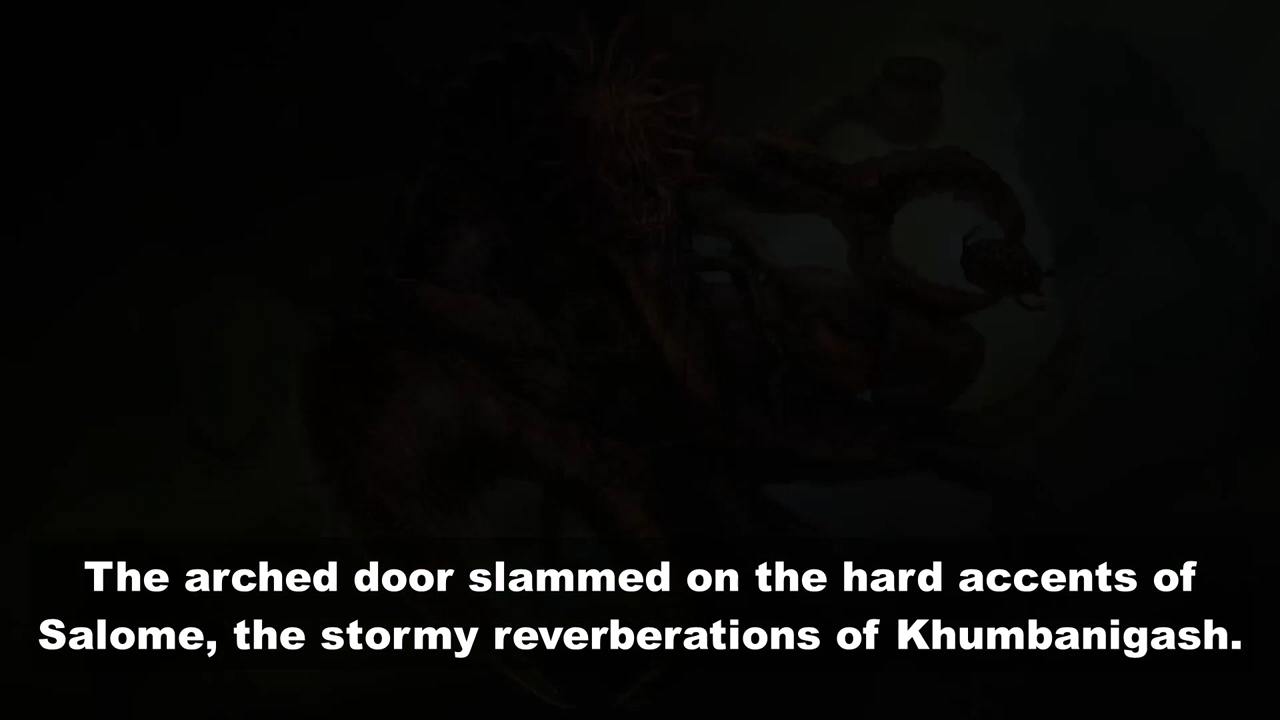 The arched door slammed on the hard accents of
Salome, the stormy reverberations of Khumbanigash.